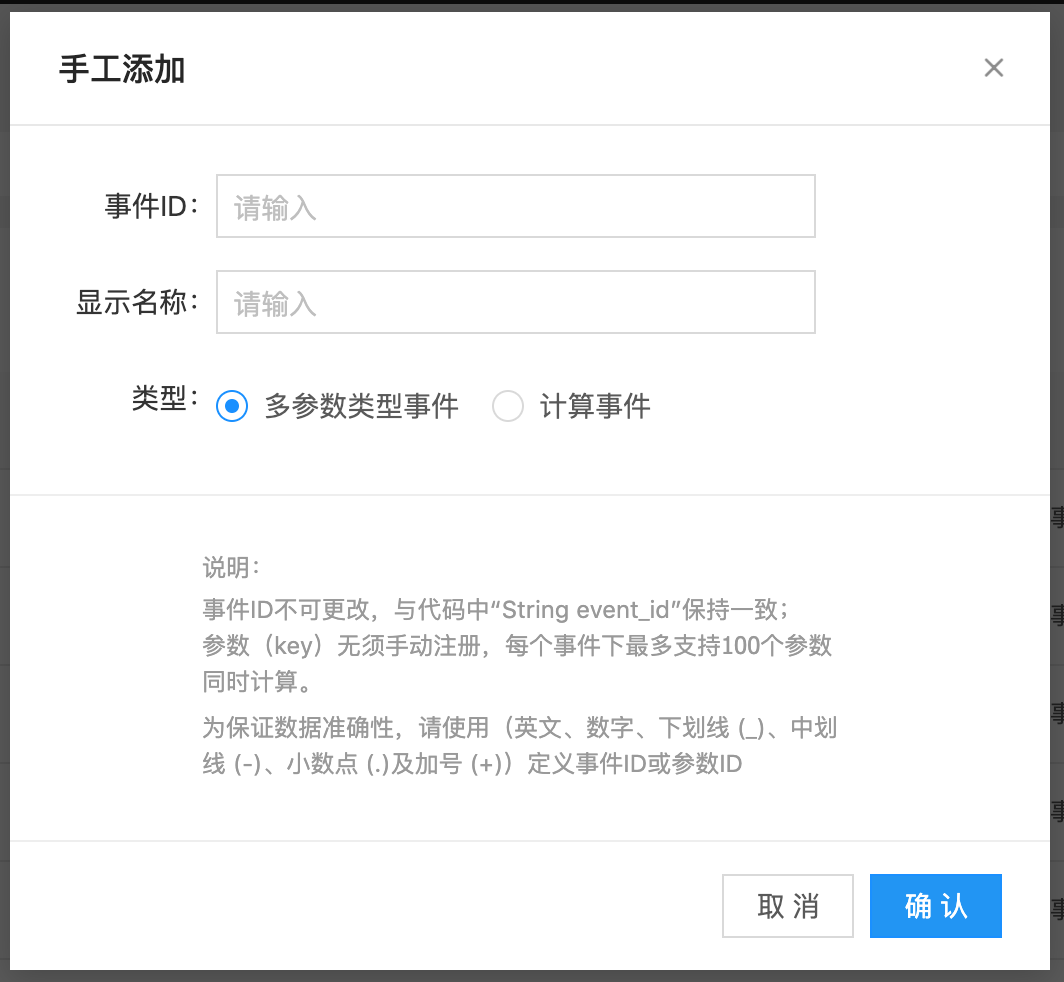 手工添加
事件ID：
请输入
显示名称：
请输入
类型：
多参数类型事件
计算事件
说明：
事件ID不可更改，与代码中“String event_id”保持一致；
参数（key）无须手动注册，每个事件下最多支持100个参数
同时计算。
为保证数据准确性，请使用（英文、数字、下划线 (_)、中划
线 (-)、小数点 (.)及加号 (+)）定义事件ID或参数ID
取 消
确 认